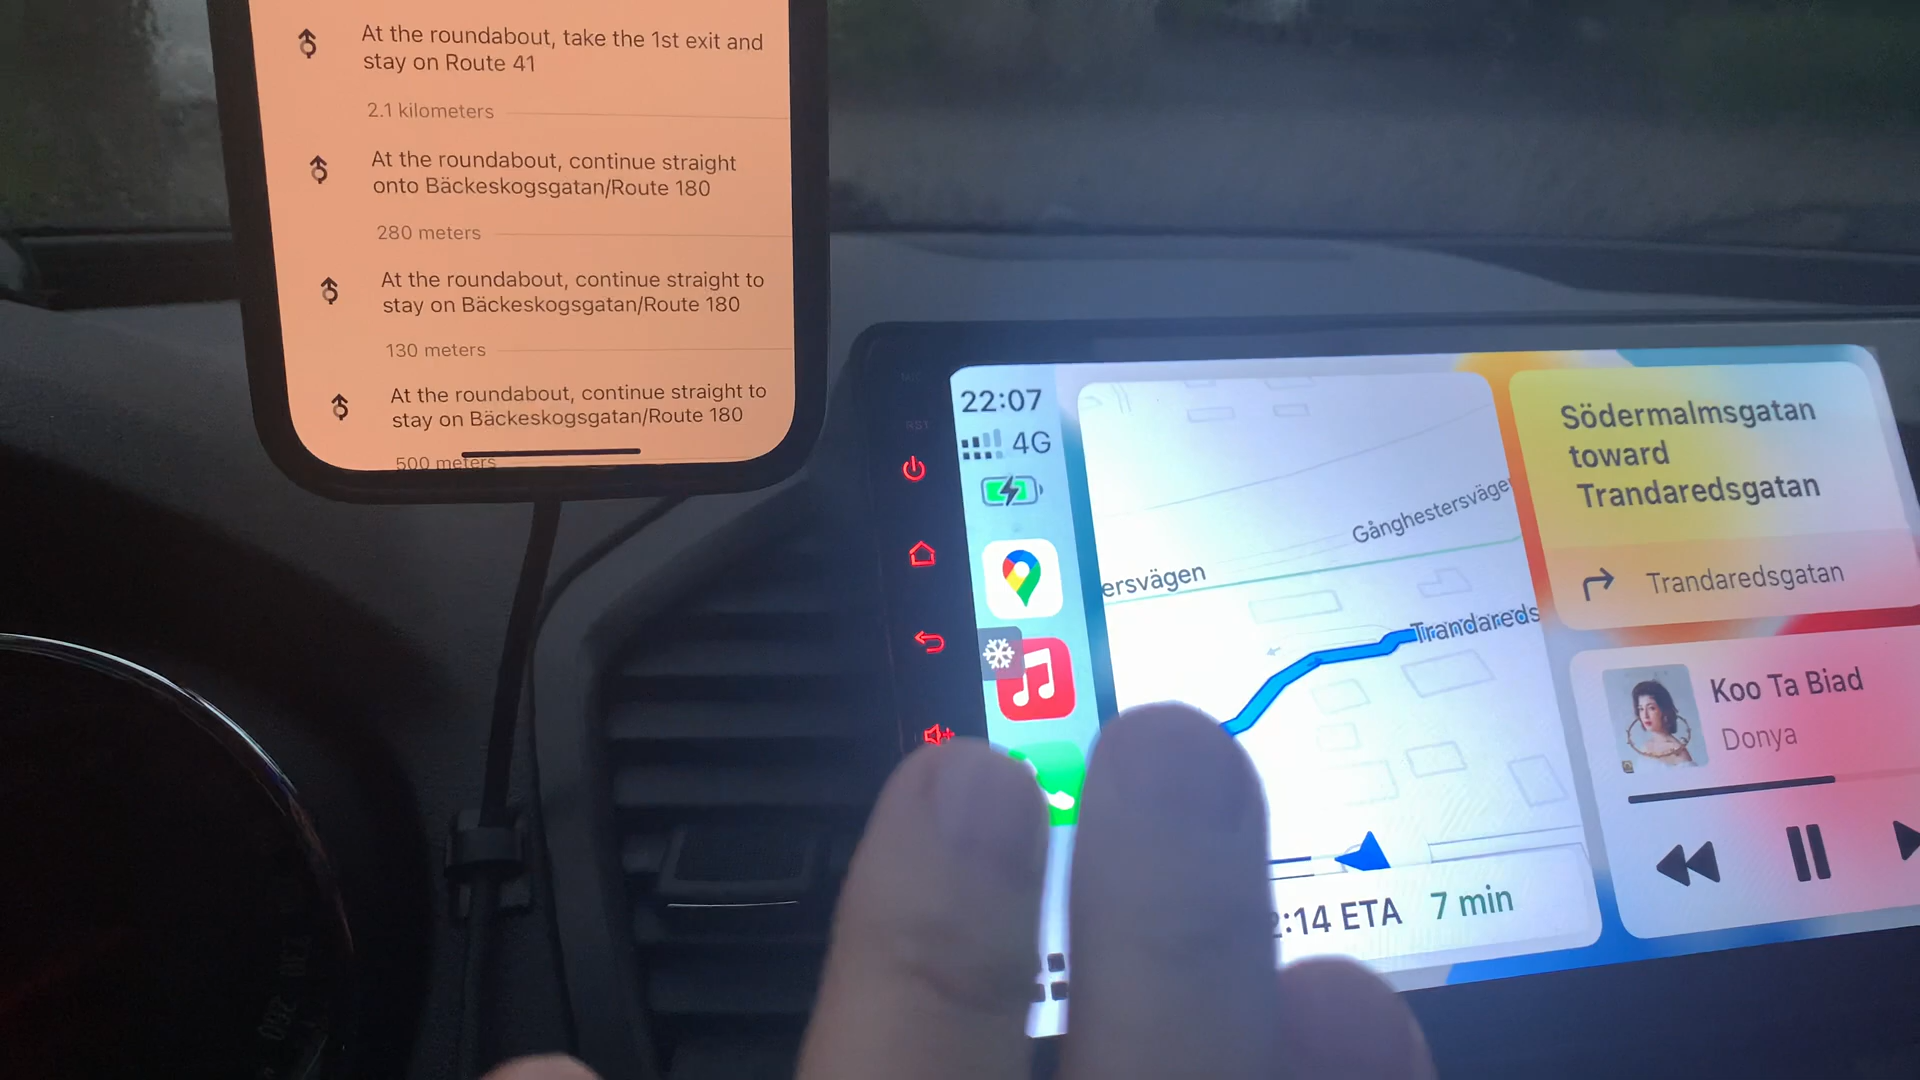 At the roundabout, take the 1st exit and
stay on Route 41
2.1 kilometers
At the roundabout, continue straight
onto Bäckeskogsgatan/Route 180
280 meters
At the roundabout, continue straight to
stay on Bäckeskogsgatan/Route 180
130 meters
At the roundabout, continue straight to
stay on Bäckeskogsgatan/Route 180
500 meters
RST
22:07
4G
Gånghestersvägen
ersvägen
Trandareds
:14 ETA 7 min
Södermalmsgatan
toward
Trandaredsgatan
Trandaredsgatan
Koo Ta Biad
Donya
260